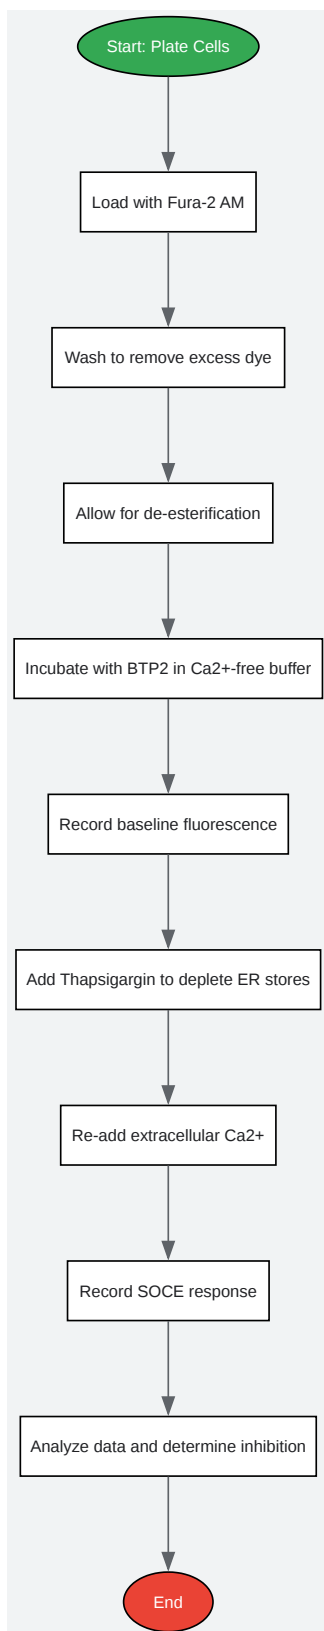 Start: Plate Cells
Load with Fura-2 AM
Wash to remove excess dye
Allow for de-esterification
Incubate with BTP2 in Ca2+-free buffer
Record baseline fluorescence
Add Thapsigargin to deplete ER stores
Re-add extracellular Ca2+
Record SOCE response
Analyze data and determine inhibition
End